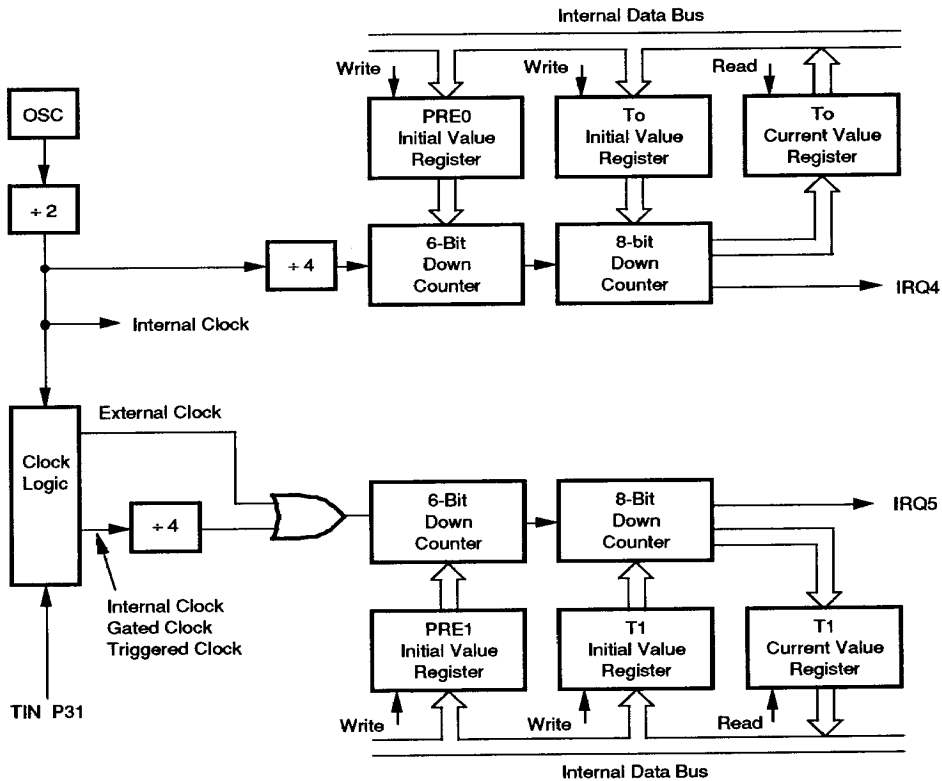 Internal Data Bus
Write
Write
Read
OSC
PRE0
Initial Value
Register
To
Initial Value
Register
To
Current Value
Register
÷ 2
÷ 4
6-Bit
Down
Counter
8-bit
Down
Counter
IRQ4
Internal Clock
External Clock
Clock
Logic
÷ 4
6-Bit
Down
Counter
8-Bit
Down
Counter
IRQ5
Internal Clock
Gated Clock
Triggered Clock
PRE1
Initial Value
Register
T1
Initial Value
Register
T1
Current Value
Register
TIN P31
Write
Write
Read
Internal Data Bus